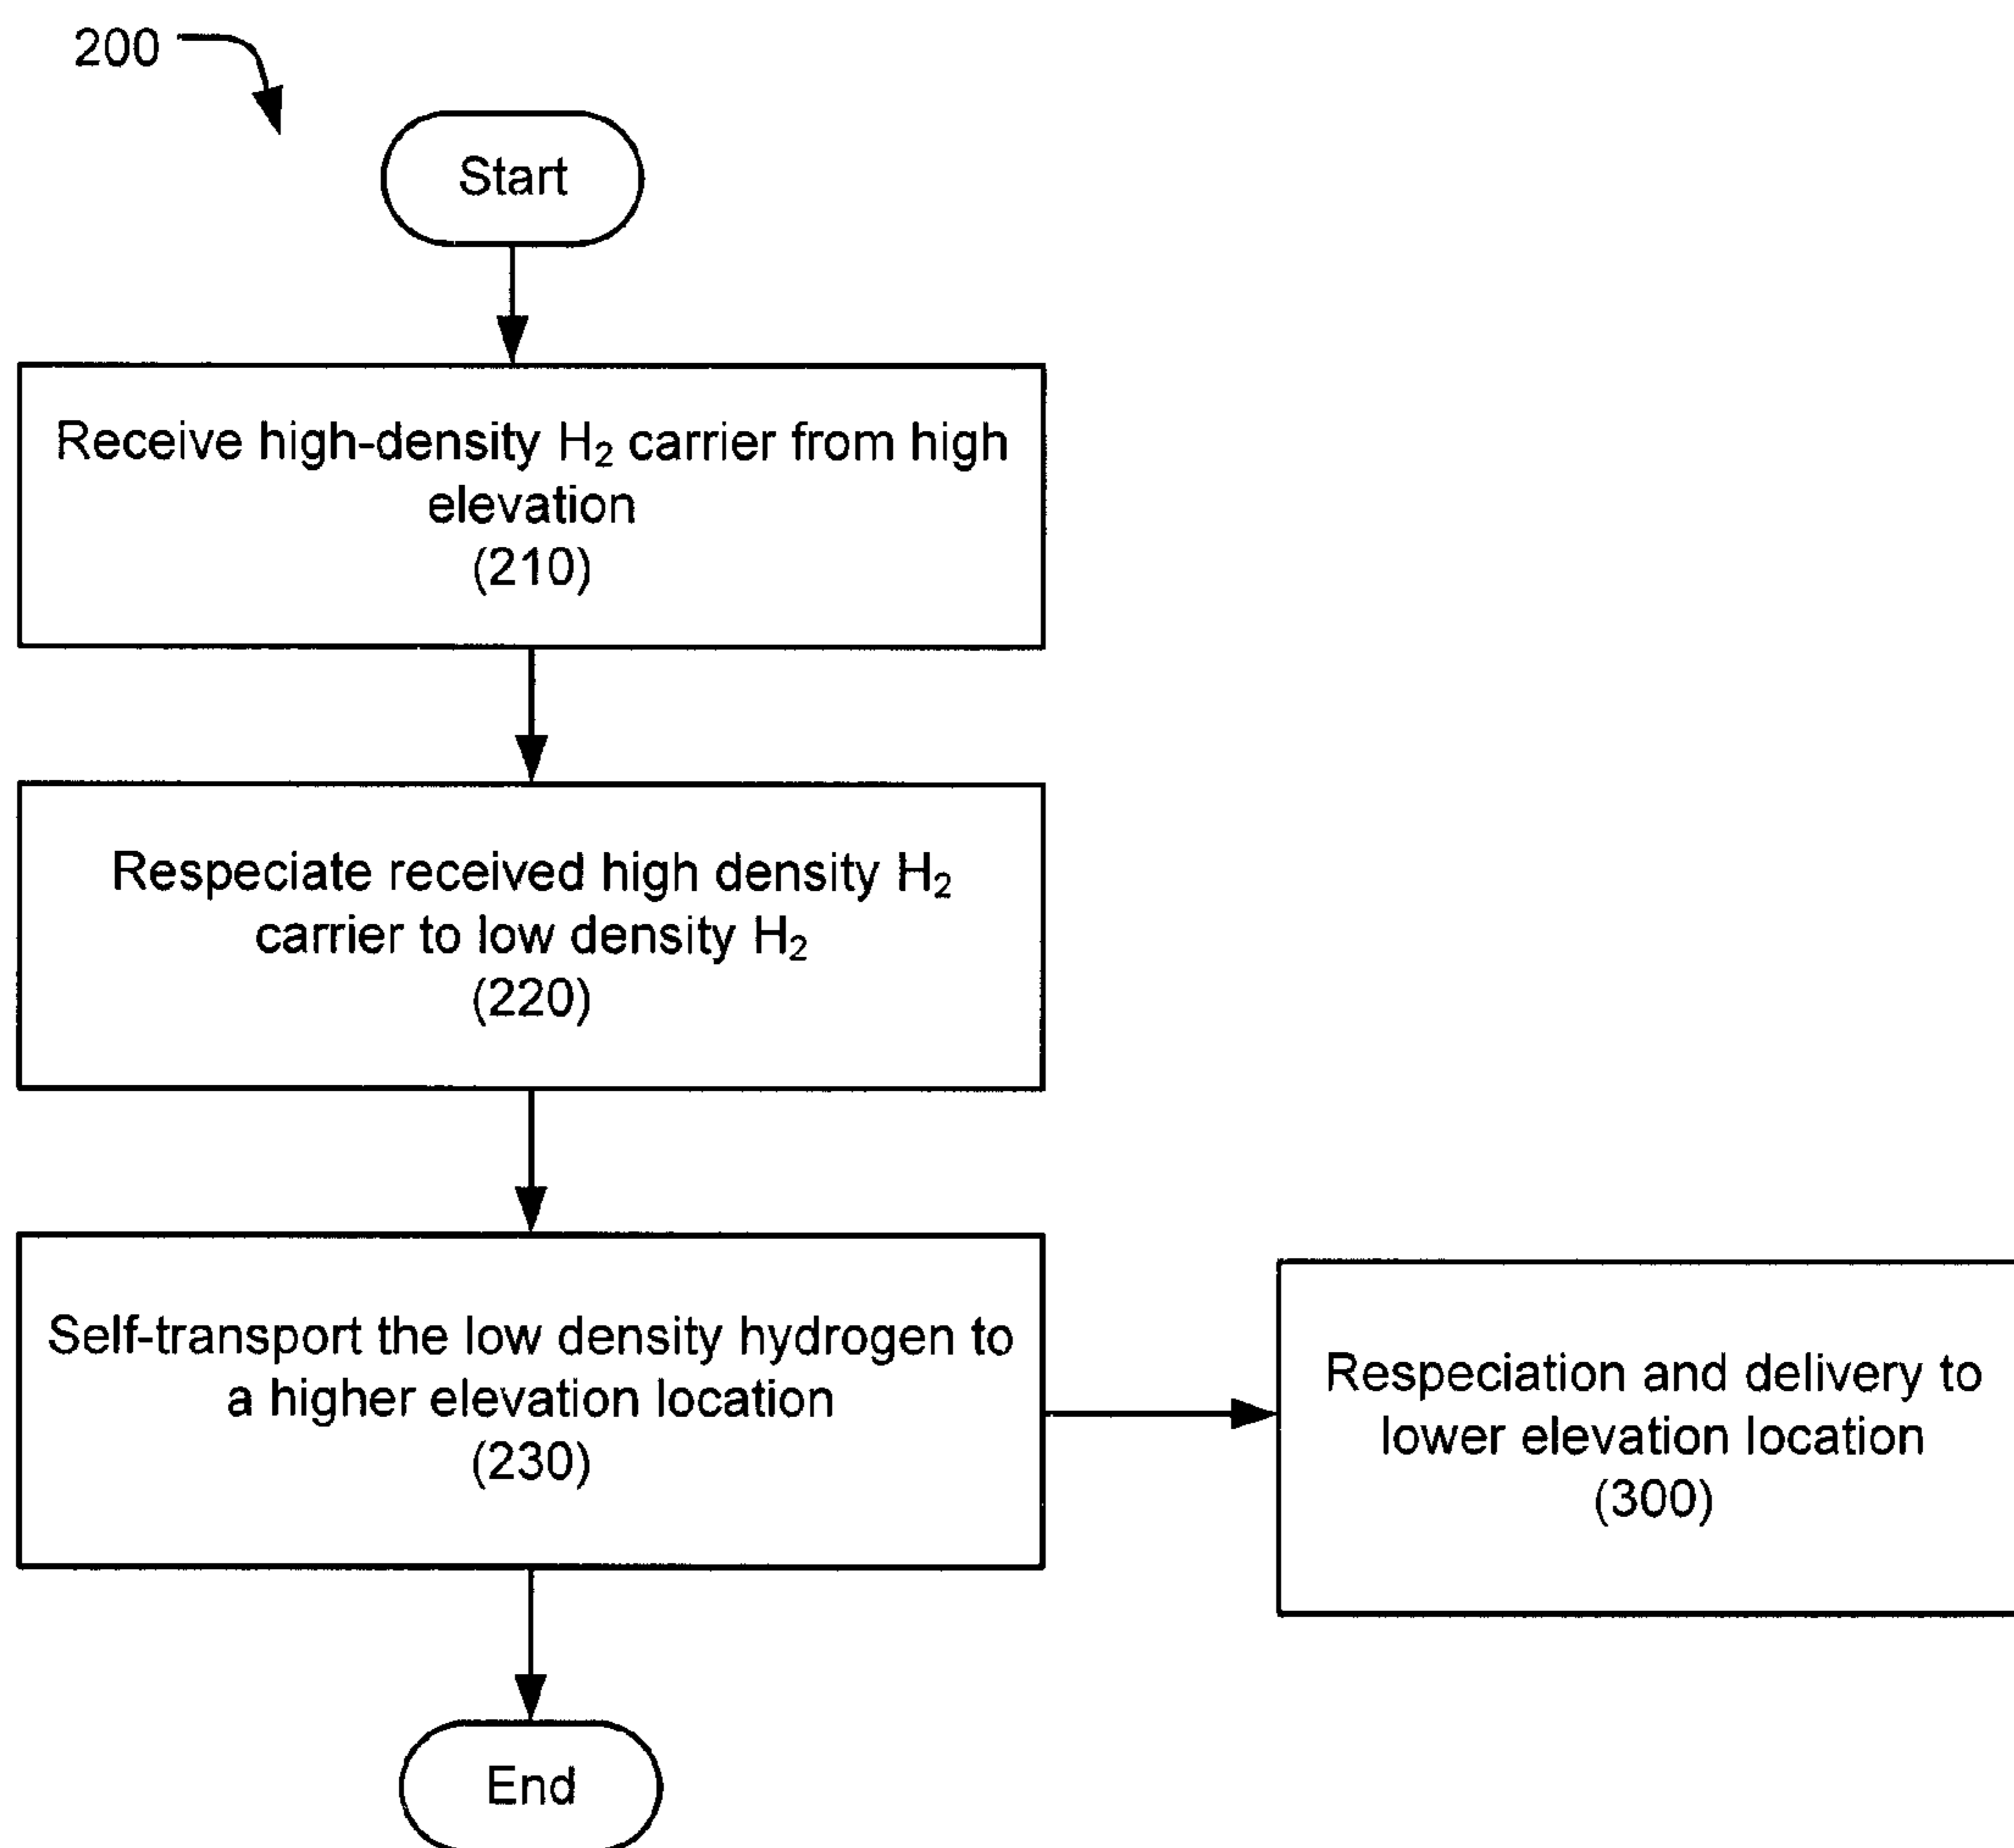 200
Start
Receive high-density H₂ carrier from high
elevation
(210)
Respeciate received high density H₂
carrier to low density H₂
(220)
Self-transport the low density hydrogen to
a higher elevation location
(230)
Respeciation and delivery to
lower elevation location
(300)
End